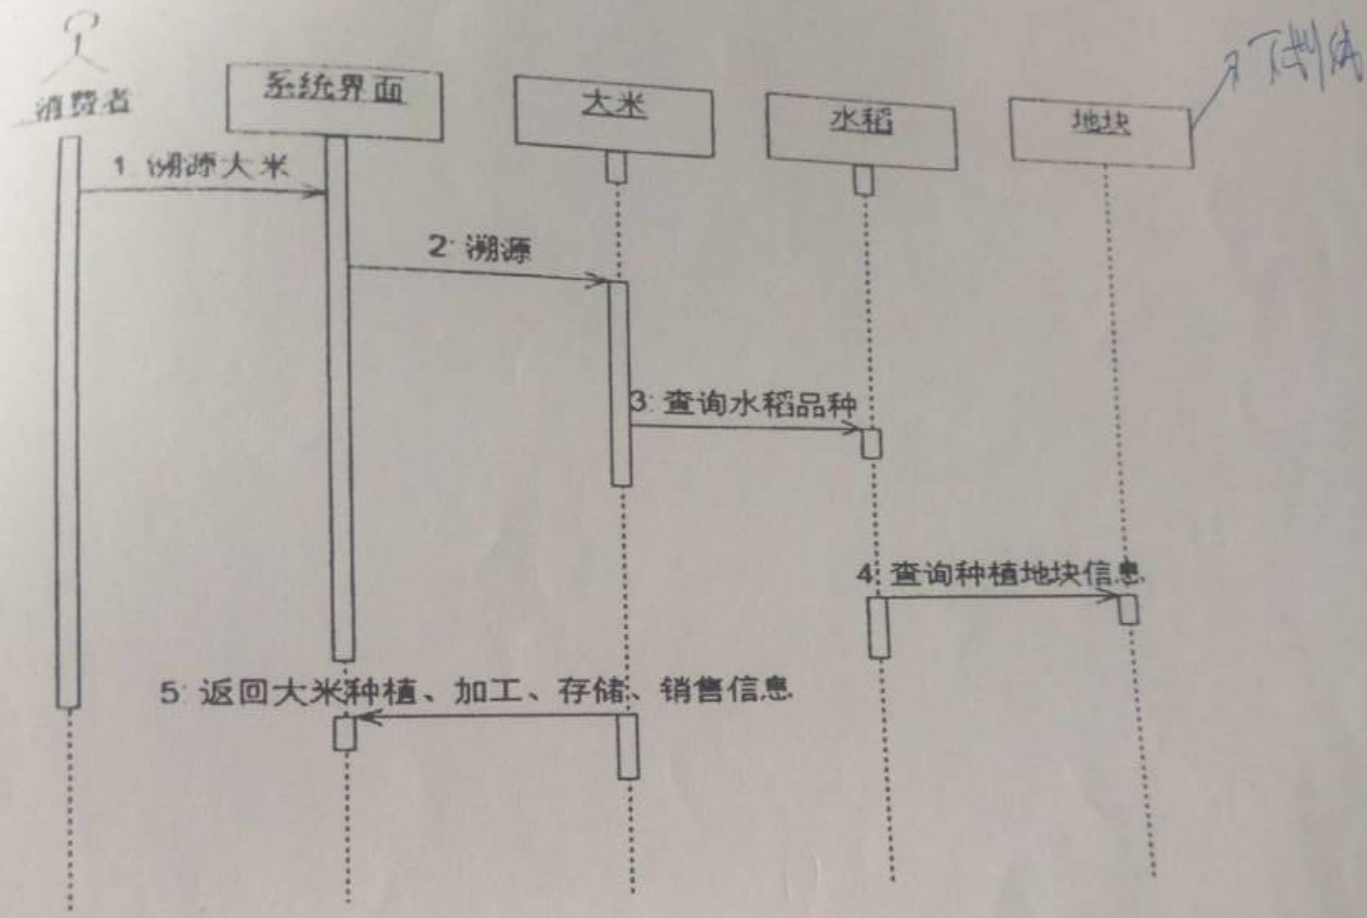 消费者
系统界面
大米
水稻
地块
1: 溯源大米
2: 溯源
3: 查询水稻品种
4: 查询种植地块信息
5: 返回大米种植、加工、存储、销售信息